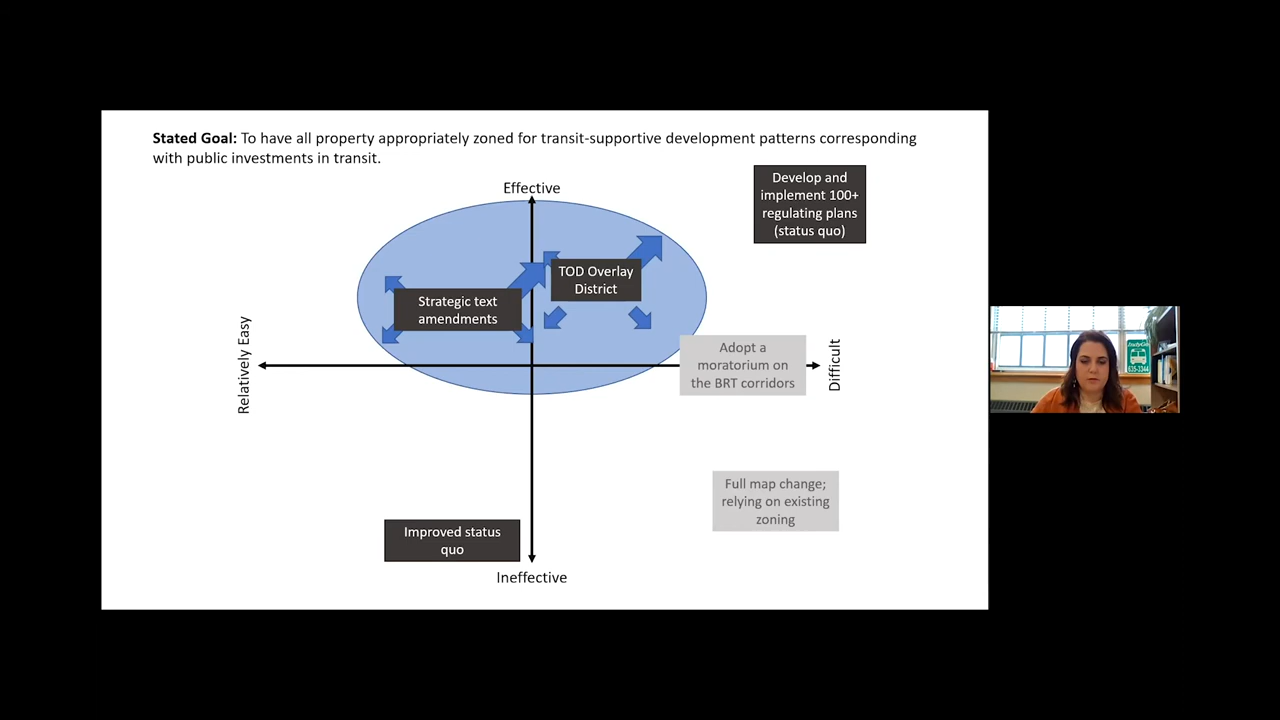 Stated Goal: To have all property appropriately zoned for transit-supportive development patterns corresponding
with public investments in transit.
Effective
Develop and
implement 100+
regulating plans
(status quo)
TOD Overlay
District
Strategic text
amendments
Relatively Easy
Adopt a
moratorium on
the BRT corridors
Difficult
Full map change;
relying on existing
zoning
Improved status
quo
Ineffective